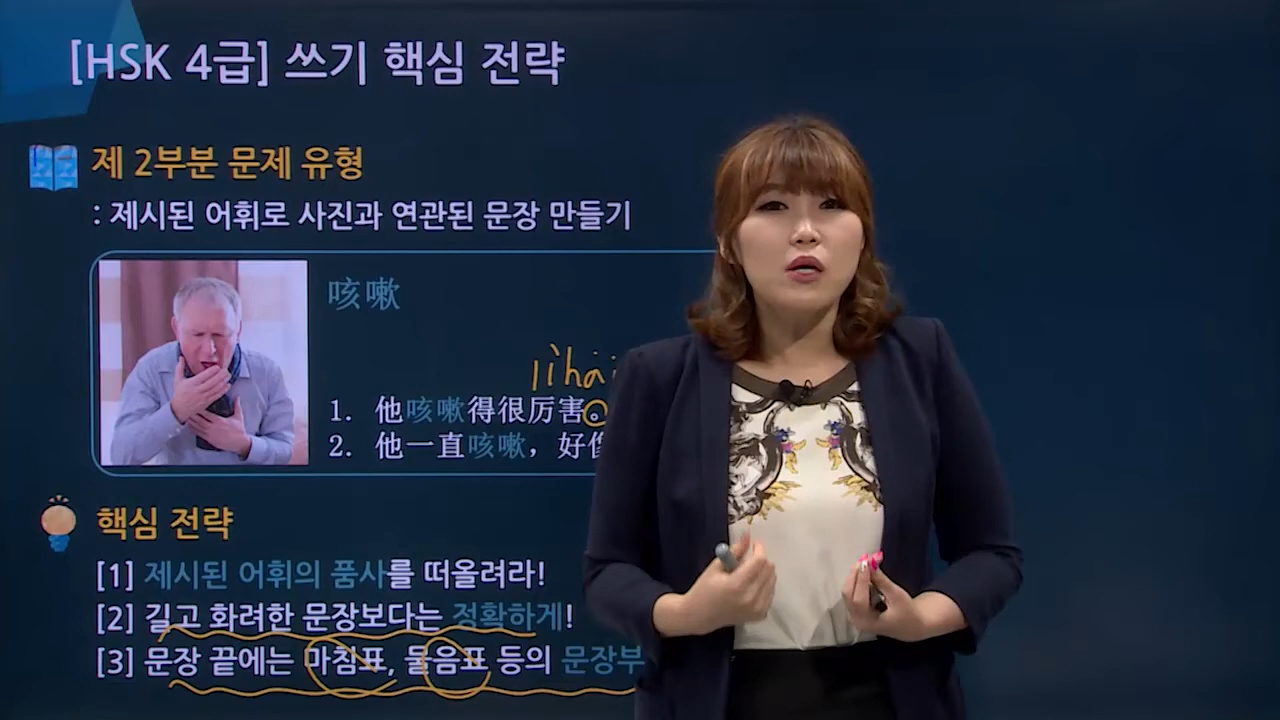 [HSK 4급] 쓰기 핵심 전략
제 2부분 문제 유형
: 제시된 어휘로 사진과 연관된 문장 만들기
咳嗽
lìhài
1. 他咳嗽得很厉害。
2. 他一直咳嗽，好像
핵심 전략
[1] 제시된 어휘의 품사를 떠올려라!
[2] 길고 화려한 문장보다는 정확하게!
[3] 문장 끝에는 마침표, 물음표 등의 문장부